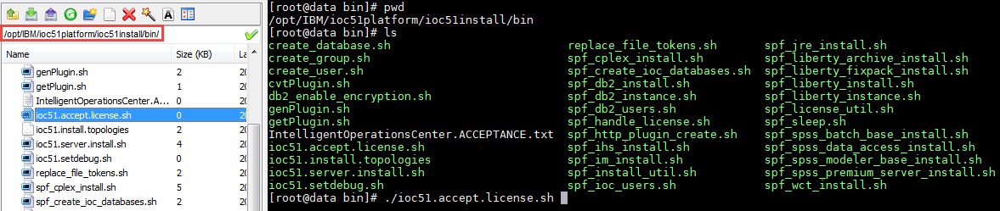 /opt/IBM/ioc51platform/ioc51install/bin/
Name Size (KB) La
genPlugin.sh 2 20
getPlugin.sh 1 20
IntelligentOperationsCenter.A... 0 20
ioc51.accept.license.sh 0 20
ioc51.install.topologies 2 20
ioc51.server.install.sh 4 20
ioc51.setdebug.sh 0 20
replace_file_tokens.sh 2 20
spf_cplex_install.sh 5 20
spf_create_ioc_databases.sh 2 20
[root@data bin]# pwd
/opt/IBM/ioc51platform/ioc51install/bin
[root@data bin]# ls
create_database.sh replace_file_tokens.sh spf_jre_install.sh
create_group.sh spf_cplex_install.sh spf_liberty_archive_install.sh
create_user.sh spf_create_ioc_databases.sh spf_liberty_fixpack_install.sh
cvtPlugin.sh spf_db2_install.sh spf_liberty_install.sh
db2_enable_encryption.sh spf_db2_instance.sh spf_liberty_instance.sh
genPlugin.sh spf_db2_users.sh spf_license_util.sh
getPlugin.sh spf_handle_license.sh spf_sleep.sh
IntelligentOperationsCenter.ACCEPTANCE.txt spf_http_plugin_create.sh spf_spss_batch_base_install.sh
ioc51.accept.license.sh spf_ihs_install.sh spf_spss_data_access_install.sh
ioc51.install.topologies spf_im_install.sh spf_spss_modeler_base_install.sh
ioc51.server.install.sh spf_install_util.sh spf_spss_premium_server_install.sh
ioc51.setdebug.sh spf_ioc_users.sh spf_wct_install.sh
[root@data bin]# ./ioc51.accept.license.sh